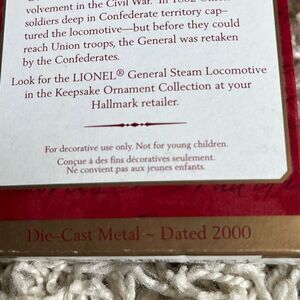 volvement in the Civil War. In 1862 Union
soldiers deep in Confederate territory cap-
tured the locomotive—but before they could
reach Union troops, the General was retaken
by the Confederates.
Look for the LIONEL® General Steam Locomotive
in the Keepsake Ornament Collection at your
Hallmark retailer.
For decorative use only. Not for young children.
Conçue à des fins décoratives seulement.
Ne convient pas aux jeunes enfants.
Die-Cast Metal ~ Dated 2000